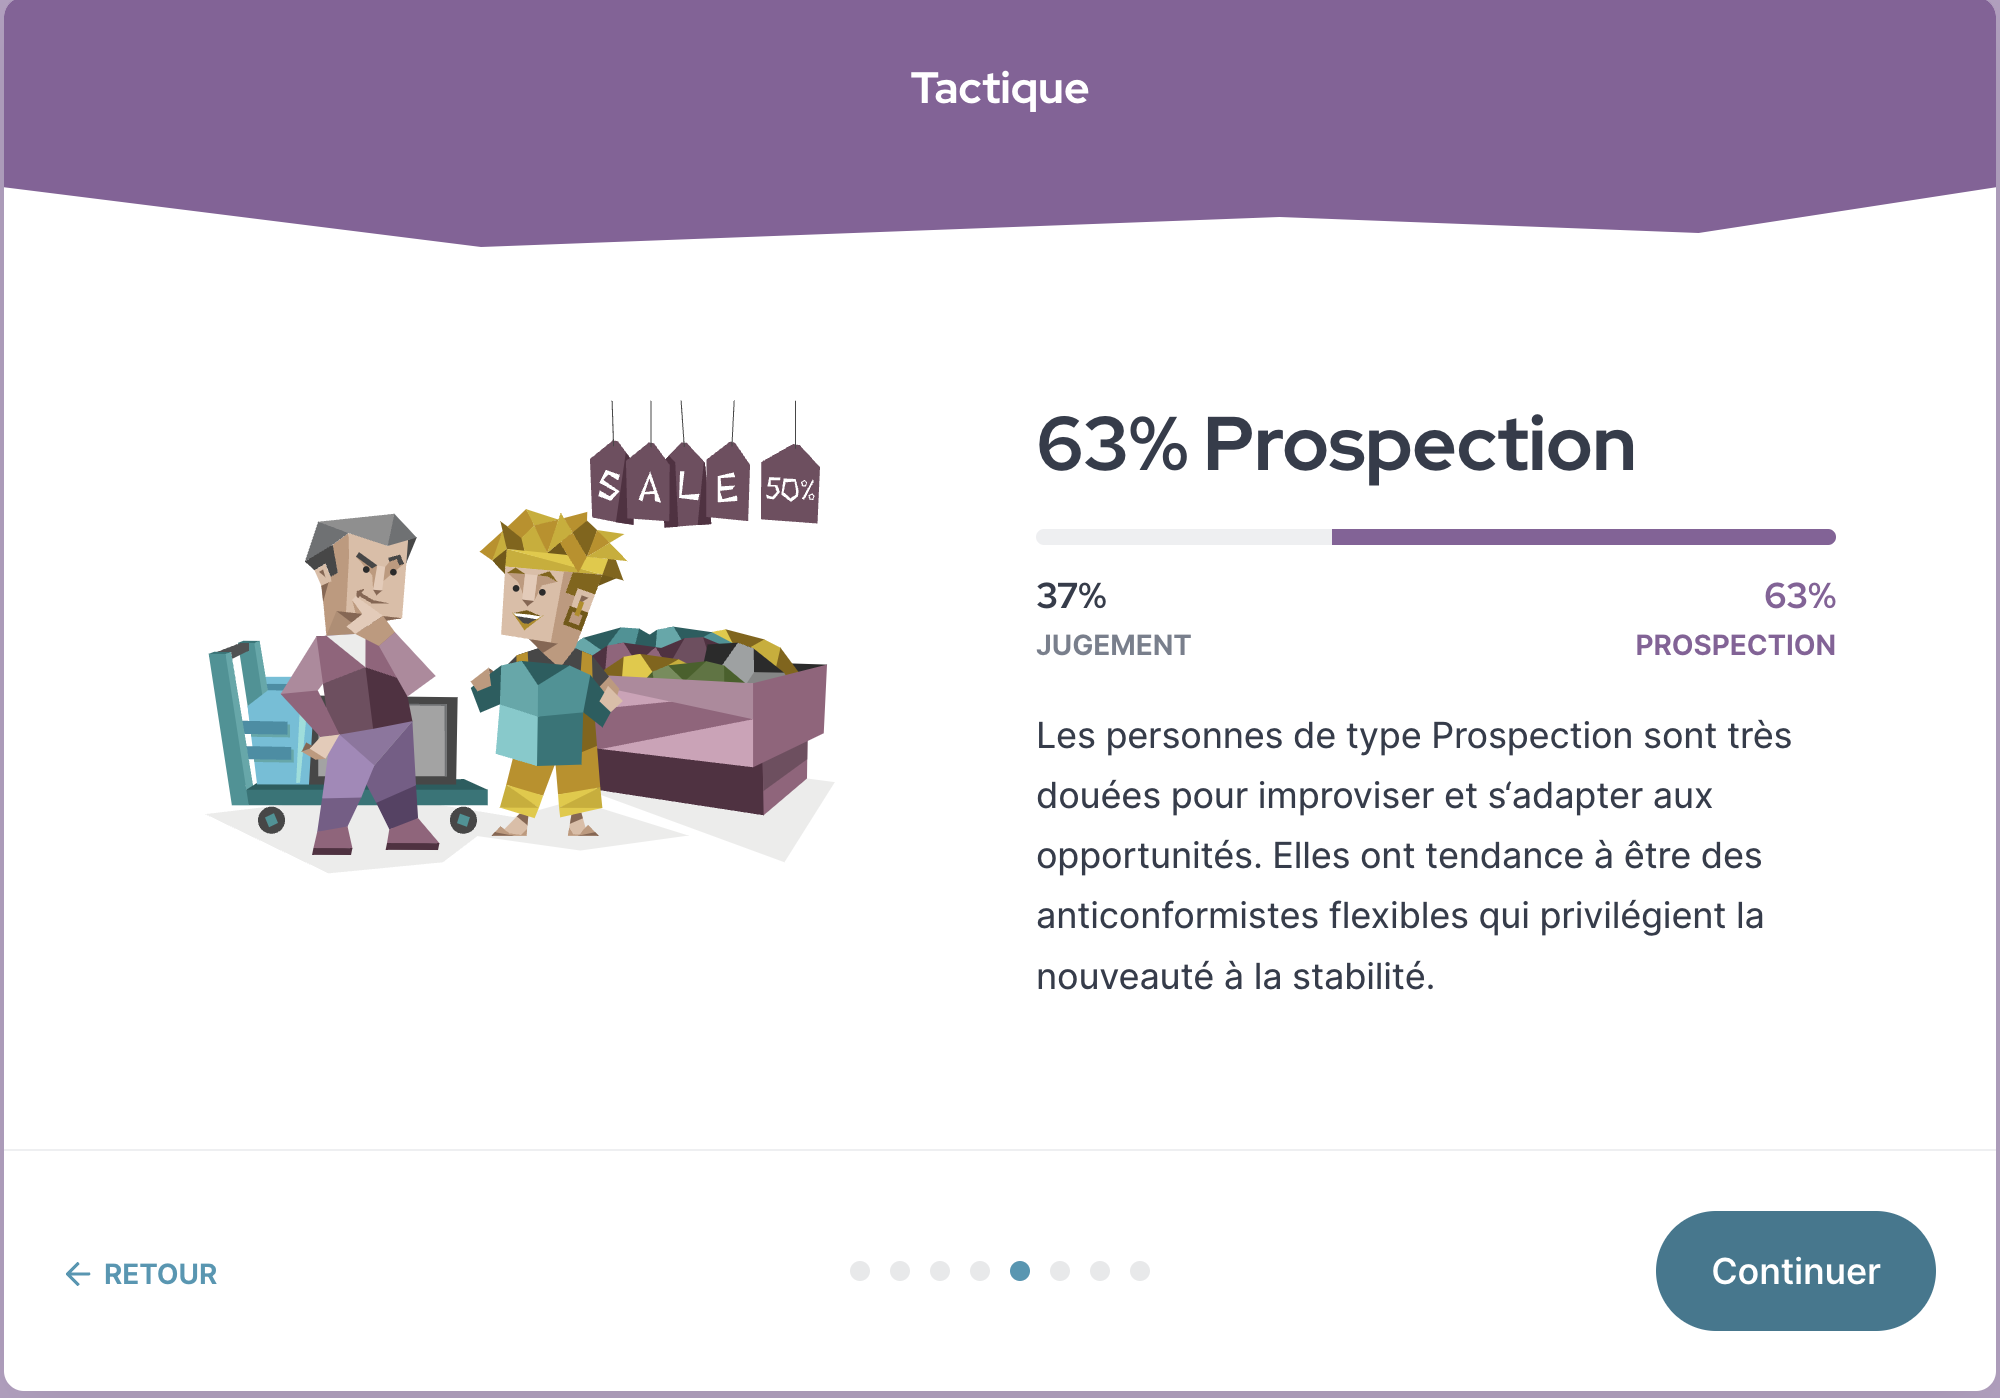 Tactique
SALE 50%
63% Prospection
37%
63%
JUGEMENT
PROSPECTION
Les personnes de type Prospection sont très
douées pour improviser et s‘adapter aux
opportunités. Elles ont tendance à être des
anticonformistes flexibles qui privilégient la
nouveauté à la stabilité.
← RETOUR
Continuer